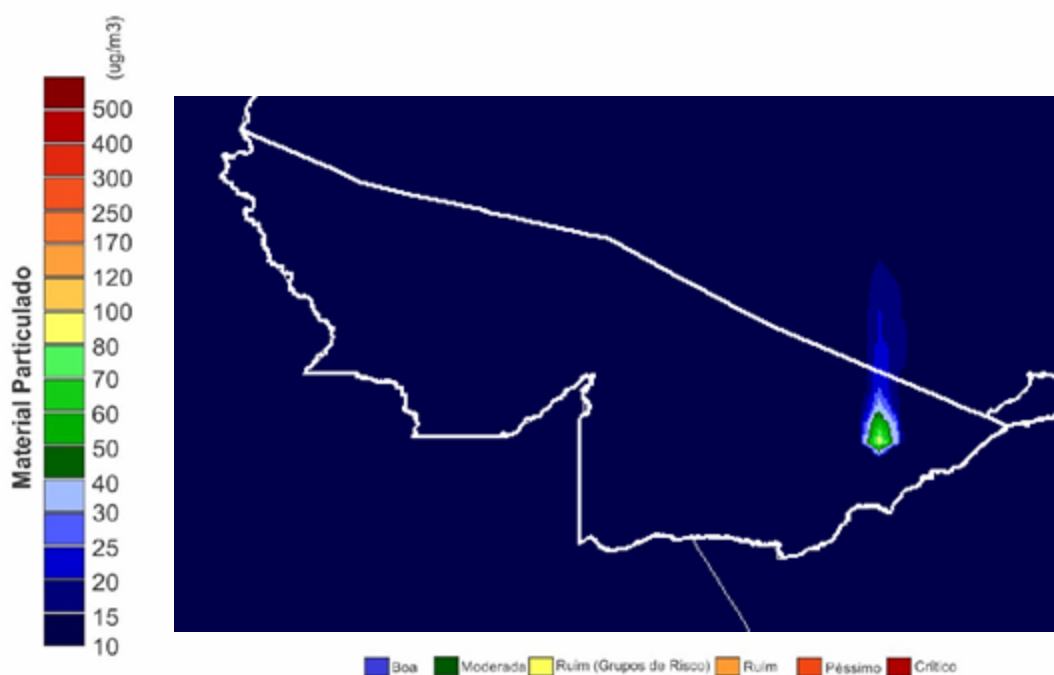 (ug/m3)
Material Particulado
500
400
300
250
170
120
100
80
70
60
50
40
30
25
20
15
10
Boa
Moderada
Ruim (Grupos de Risco)
Ruim
Péssimo
Crítico